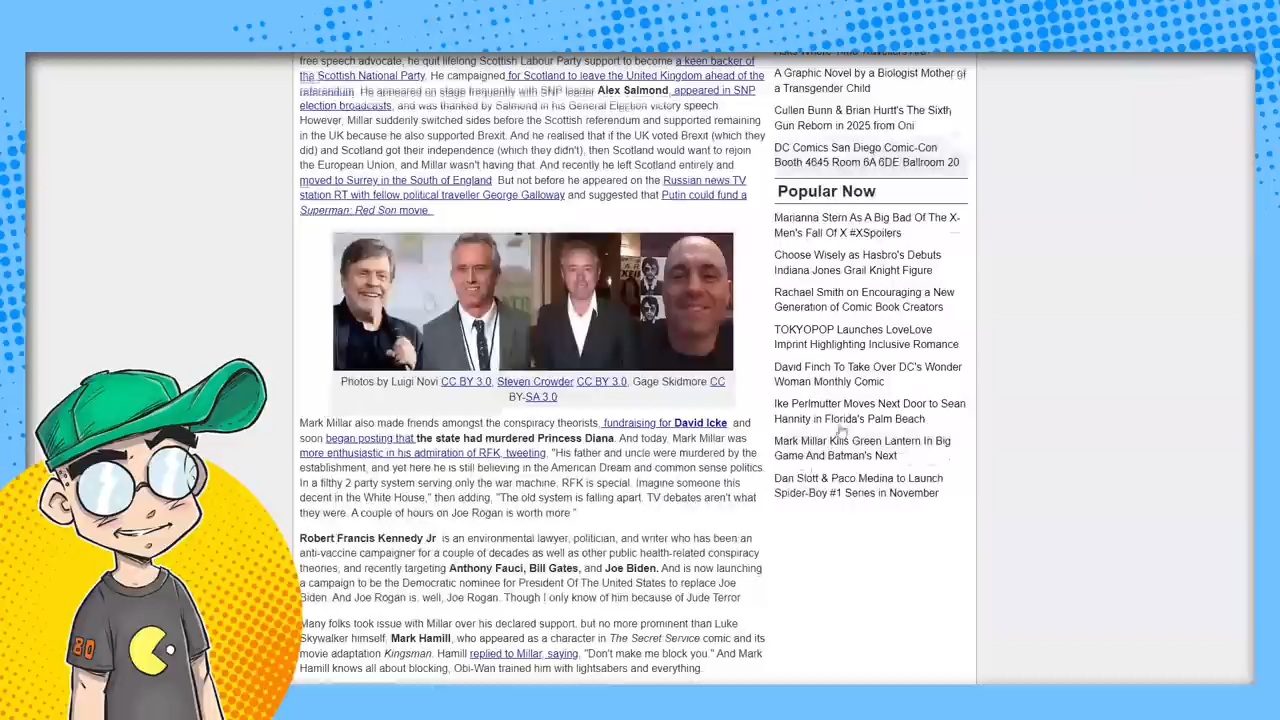 free speech advocate, he quit lifelong Scottish Labour Party support to become a keen backer of
the Scottish National Party. He campaigned for Scotland to leave the United Kingdom ahead of the
referendum. He appeared on stage frequently with SNP leader Alex Salmond, appeared in SNP
election broadcasts, and was thanked by Salmond in his General Election victory speech
However, Millar suddenly switched sides before the Scottish referendum and supported remaining
in the UK because he also supported Brexit. And he realised that if the UK voted Brexit (which they
did) and Scotland got their independence (which they didn't), then Scotland would want to rejoin
the European Union, and Millar wasn't having that. And recently he left Scotland entirely and
moved to Surrey in the South of England. But not before he appeared on the Russian news TV
station RT with fellow political traveller George Galloway and suggested that Putin could fund a
Superman: Red Son movie.
Photos by Luigi Novi CC BY 3.0, Steven Crowder CC BY 3.0, Gage Skidmore CC
BY-SA 3.0
Mark Millar also made friends amongst the conspiracy theorists, fundraising for David Icke and
soon began posting that the state had murdered Princess Diana. And today, Mark Millar was
more enthusiastic in his admiration of RFK, tweeting, "His father and uncle were murdered by the
establishment, and yet here he is still believing in the American Dream and common sense politics.
In a filthy 2 party system serving only the war machine, RFK is special. Imagine someone this
decent in the White House," then adding, "The old system is falling apart. TV debates aren't what
they were. A couple of hours on Joe Rogan is worth more."
Robert Francis Kennedy Jr is an environmental lawyer, politician, and writer who has been an
anti-vaccine campaigner for a couple of decades as well as other public health-related conspiracy
theories, and recently targeting Anthony Fauci, Bill Gates, and Joe Biden. And is now launching
a campaign to be the Democratic nominee for President Of The United States to replace Joe
Biden. And Joe Rogan is, well, Joe Rogan. Though I only know of him because of Jude Terror
Many folks took issue with Millar over his declared support, but no more prominent than Luke
Skywalker himself, Mark Hamill, who appeared as a character in The Secret Service comic and its
movie adaptation Kingsman. Hamill replied to Millar, saying, "Don't make me block you." And Mark
Hamill knows all about blocking, Obi-Wan trained him with lightsabers and everything.
A Graphic Novel by a Biologist Mother of
a Transgender Child
Cullen Bunn & Brian Hurtt's The Sixth
Gun Reborn in 2025 from Oni
DC Comics San Diego Comic-Con
Booth 4645 Room 6A 6DE Ballroom 20
Popular Now
Marianna Stern As A Big Bad Of The X-
Men's Fall Of X #XSpoilers
Choose Wisely as Hasbro's Debuts
Indiana Jones Grail Knight Figure
Rachael Smith on Encouraging a New
Generation of Comic Book Creators
TOKYOPOP Launches LoveLove
Imprint Highlighting Inclusive Romance
David Finch To Take Over DC's Wonder
Woman Monthly Comic
Ike Perlmutter Moves Next Door to Sean
Hannity in Florida's Palm Beach
Mark Millar Kills Green Lantern In Big
Game And Batman's Next
Dan Slott & Paco Medina to Launch
Spider-Boy #1 Series in November
80